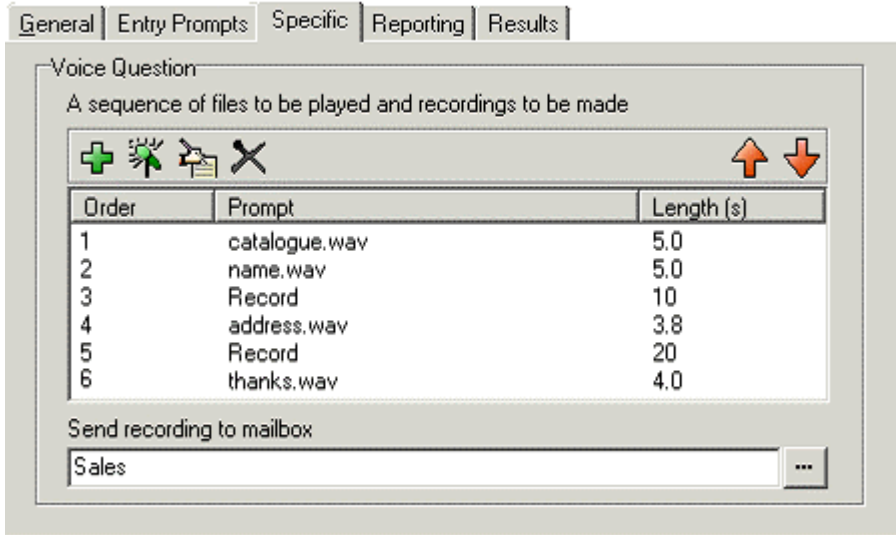 General Entry Prompts Specific Reporting Results
Voice Question
A sequence of files to be played and recordings to be made
Order Prompt Length (s)
1 catalogue.wav 5.0
2 name.wav 5.0
3 Record 10
4 address.wav 3.8
5 Record 20
6 thanks.wav 4.0
Send recording to mailbox
Sales ...